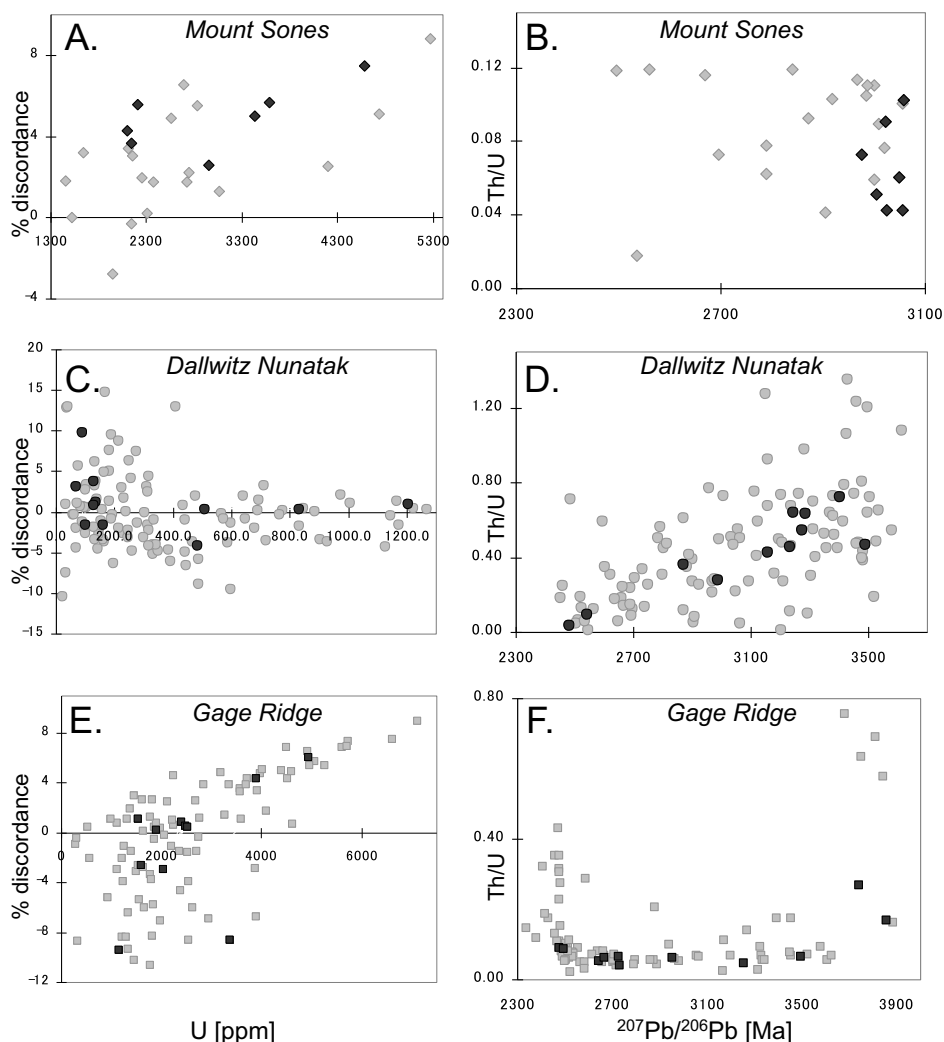 A. Mount Sones
% discordance
8
4
0
−4
1300 2300 3300 4300 5300
B. Mount Sones
Th/U
0.12
0.08
0.04
0.00
2300 2700 3100
C. Dallwitz Nunatak
% discordance
20
15
10
5
0
-5
-10
-15
0 200.0 400.0 600.0 800.0 1000.0 1200.0
D. Dallwitz Nunatak
Th/U
1.20
0.80
0.40
0.00
2300 2700 3100 3500
E. Gage Ridge
% discordance
8
4
0
-4
-8
-12
0 2000 4000 6000
U [ppm]
F. Gage Ridge
Th/U
0.80
0.40
0.00
2300 2700 3100 3500 3900
²⁰⁷Pb/²⁰⁶Pb [Ma]